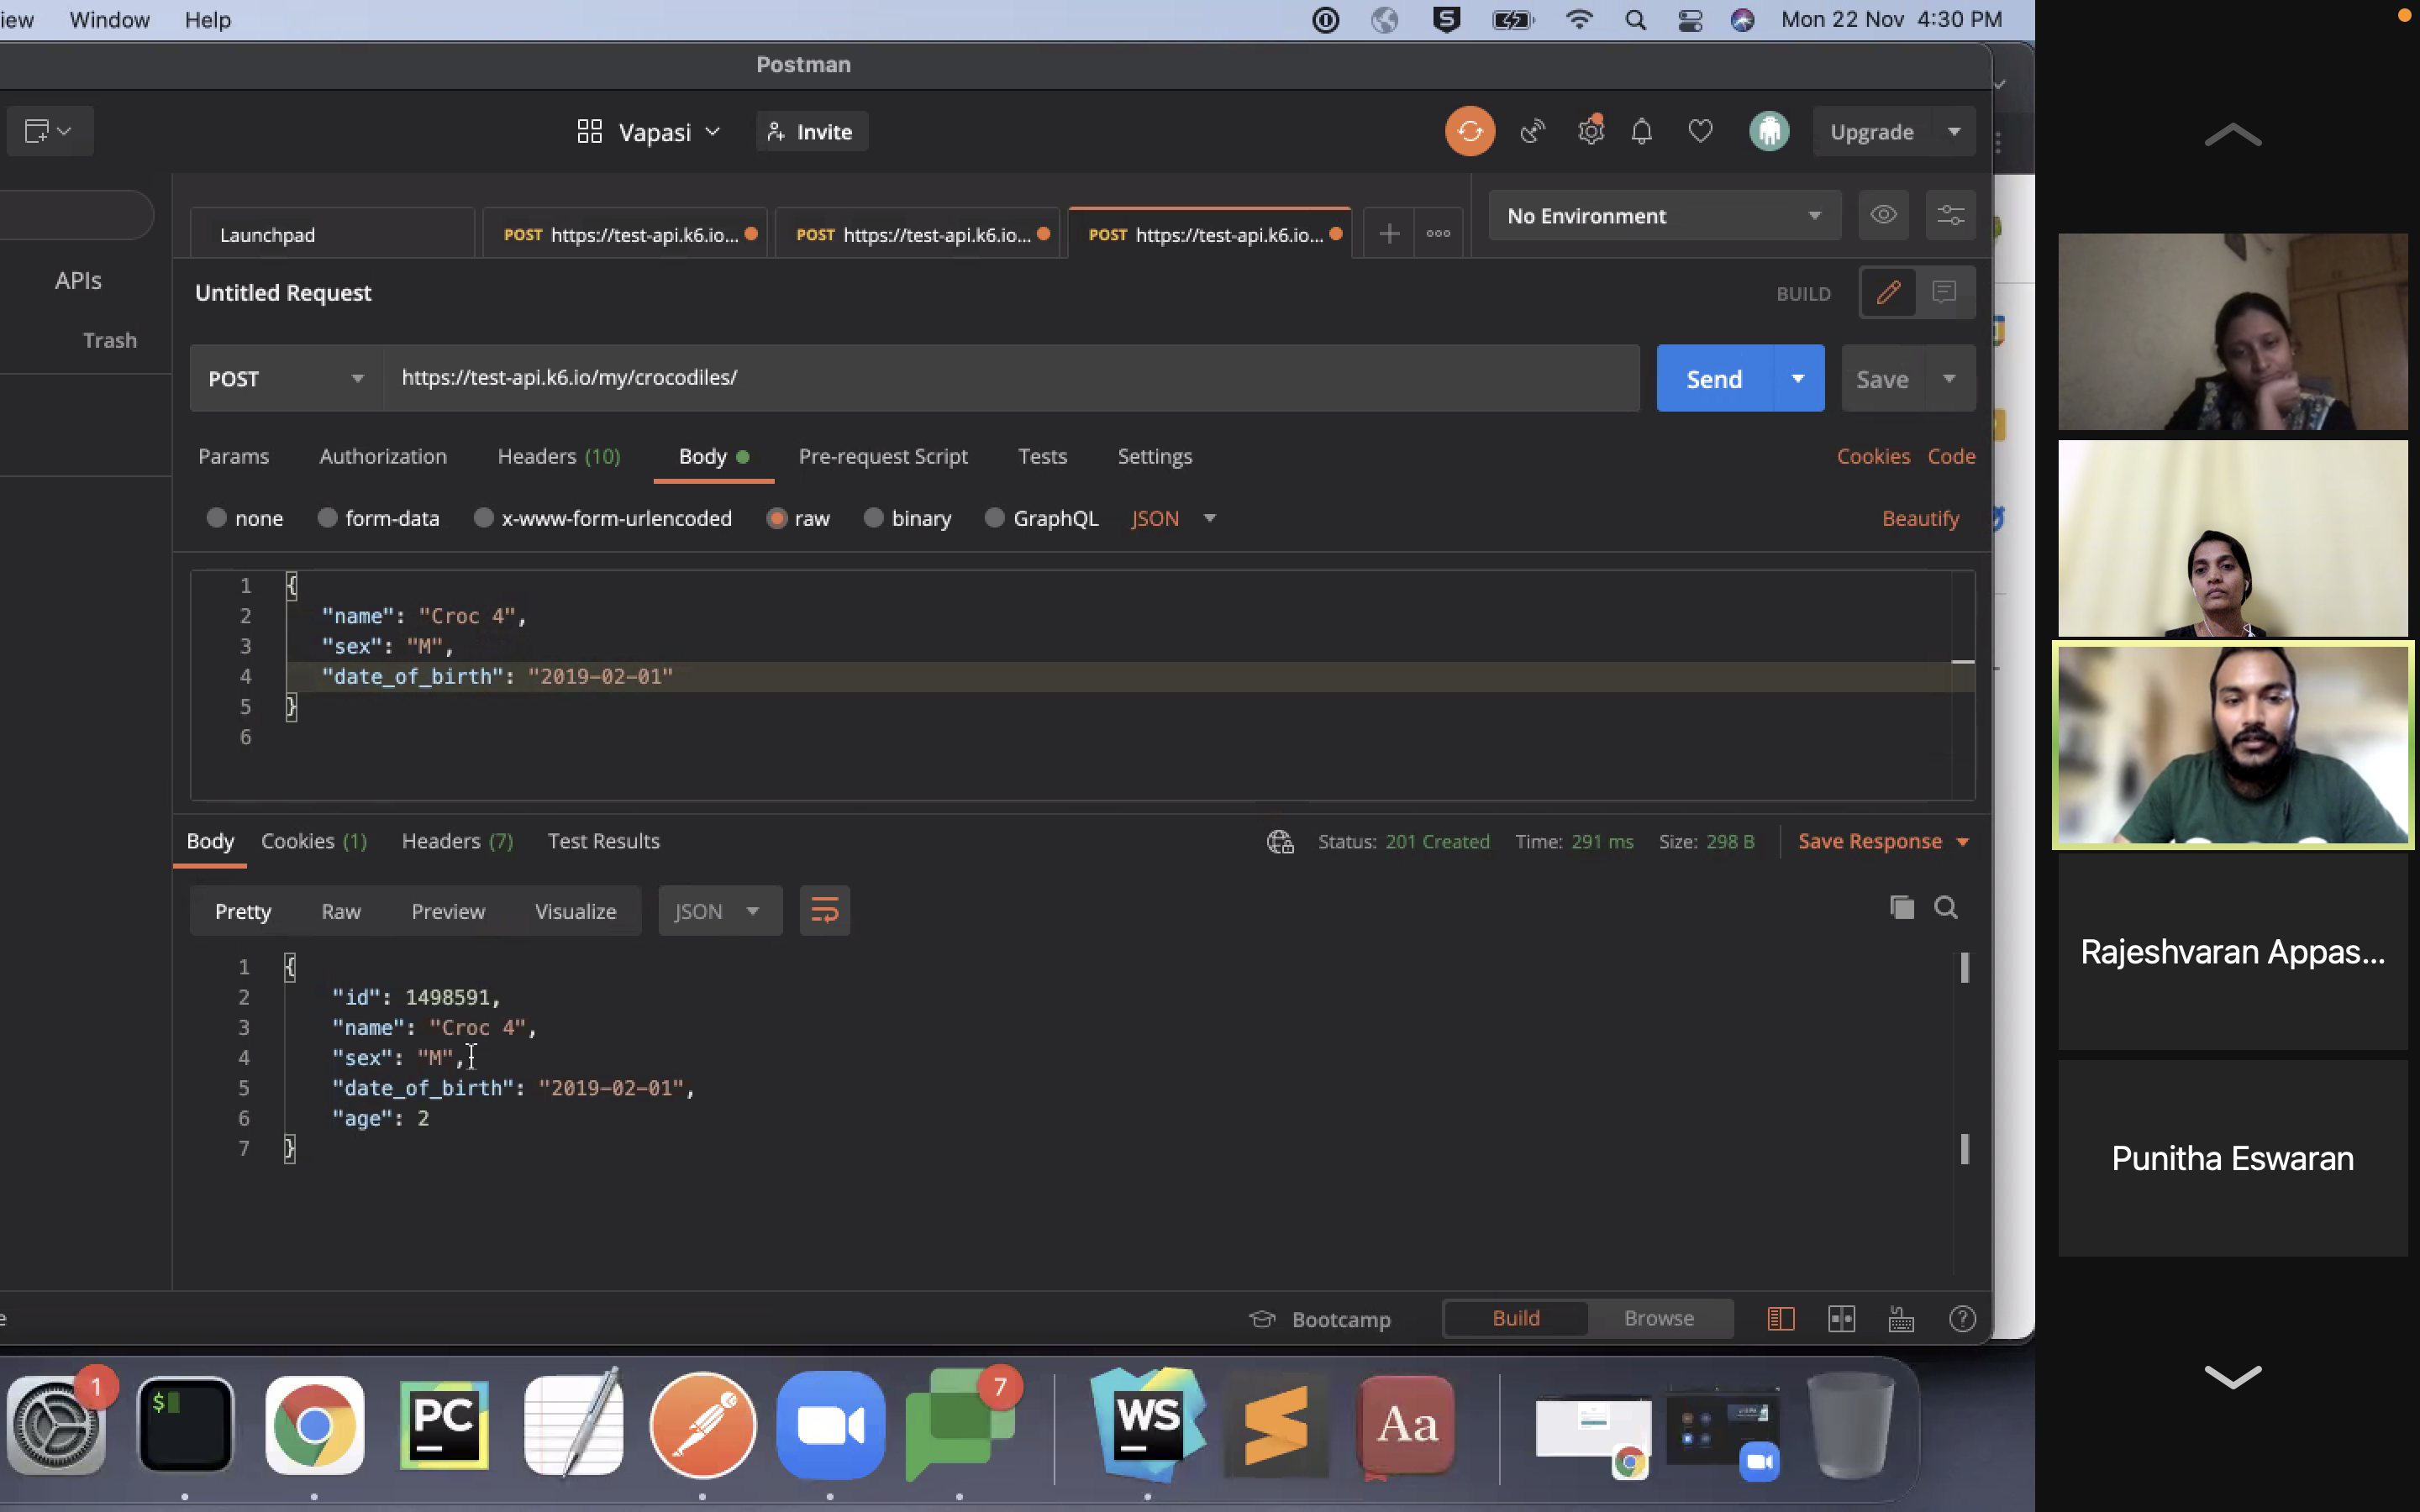 iew Window Help Mon 22 Nov 4:30 PM
Postman
Vapasi Invite Upgrade
Launchpad POST https://test-api.k6.io... POST https://test-api.k6.io... POST https://test-api.k6.io... No Environment
APIs
Trash
Untitled Request BUILD
POST https://test-api.k6.io/my/crocodiles/ Send Save
Params Authorization Headers (10) Body Pre-request Script Tests Settings Cookies Code
none form-data x-www-form-urlencoded raw binary GraphQL JSON Beautify
1 {
2 "name": "Croc 4",
3 "sex": "M",
4 "date_of_birth": "2019-02-01"
5 }
6
Body Cookies (1) Headers (7) Test Results Status: 201 Created Time: 291 ms Size: 298 B Save Response
Pretty Raw Preview Visualize JSON
1 {
2 "id": 1498591,
3 "name": "Croc 4",
4 "sex": "M",
5 "date_of_birth": "2019-02-01",
6 "age": 2
7 }
e Bootcamp Build Browse
1 $ PC 7 WS Aa
Rajeshvaran Appas...
Punitha Eswaran